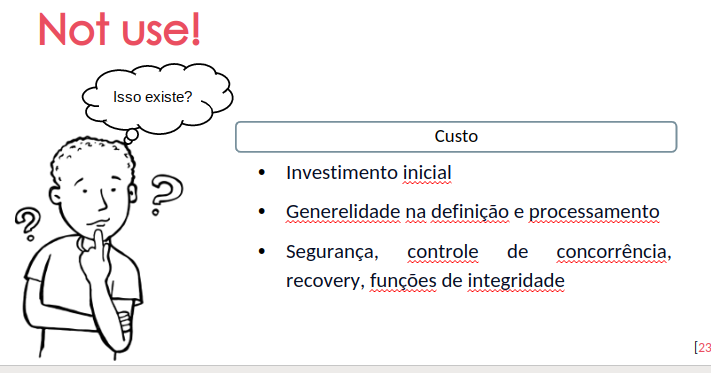 Not use!
Isso existe?
Custo
• Investimento inicial
• Generelidade na definição e processamento
• Segurança, controle de concorrência,
recovery, funções de integridade
[23